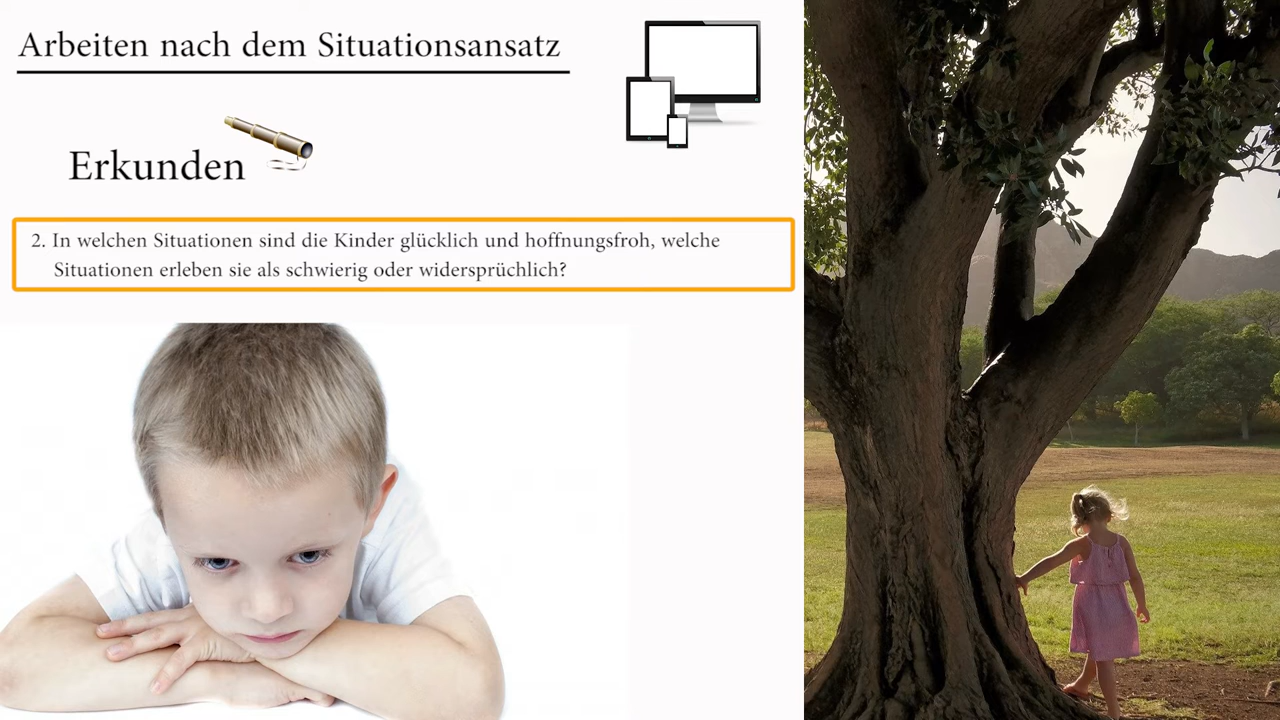 Arbeiten nach dem Situationsansatz
Erkunden
2. In welchen Situationen sind die Kinder glücklich und hoffnungsfroh, welche
Situationen erleben sie als schwierig oder widersprüchlich?